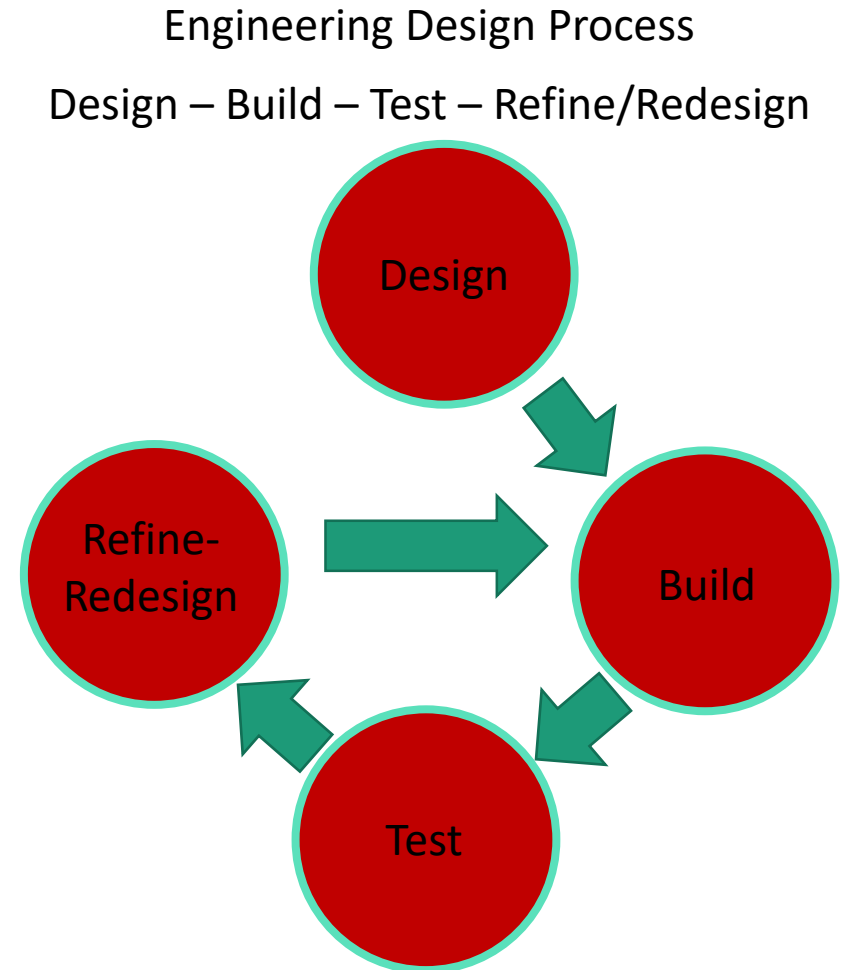 Engineering Design Process
Design – Build – Test – Refine/Redesign
Design
Refine-
Redesign
Build
Test